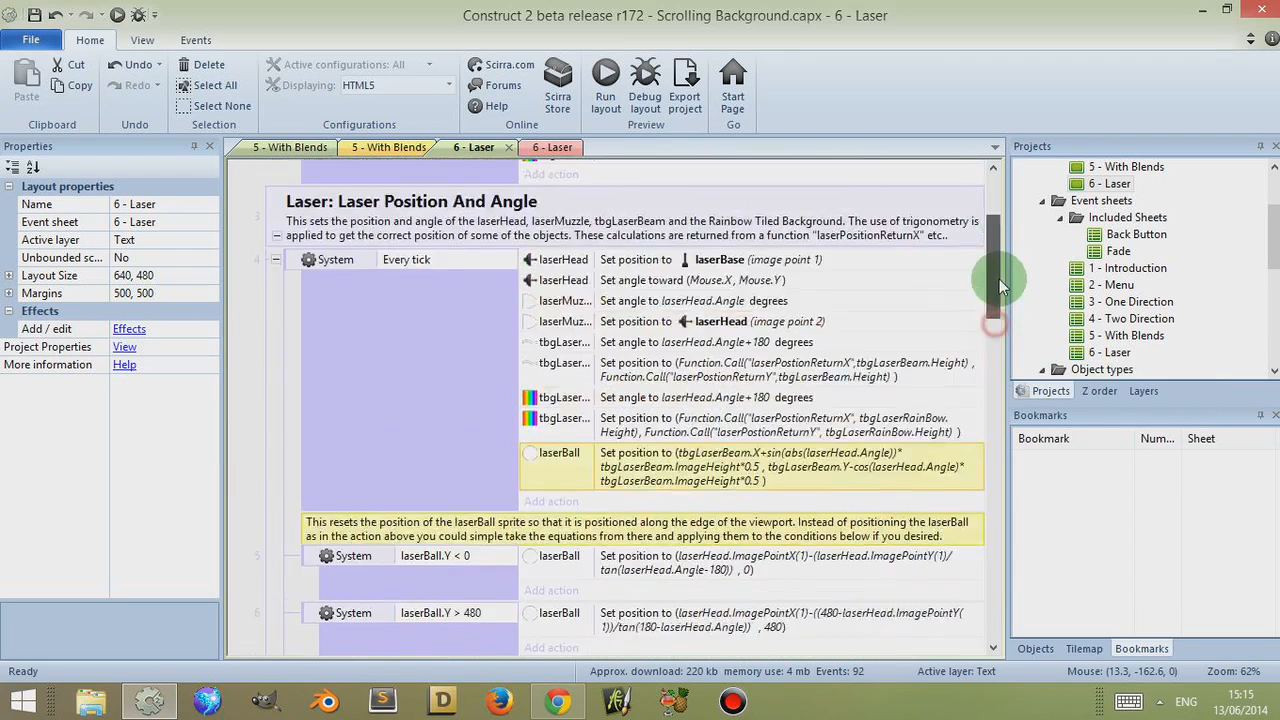 Construct 2 beta release r172 - Scrolling Background.capx - 6 - Laser
File Home View Events
Paste Cut Copy
Clipboard
Undo Redo
Undo
Delete Select All Select None
Selection
Active configurations: All
Displaying: HTML5
Configurations
Scirra.com Forums Help
Scirra Store
Online
Run layout Debug layout Export project
Preview
Start Page
Go
Properties
Layout properties
Name 6 - Laser
Event sheet 6 - Laser
Active layer Text
Unbounded sc... No
Layout Size 640, 480
Margins 500, 500
Effects
Add / edit Effects
Project Properties View
More information Help
5 - With Blends 5 - With Blends 6 - Laser 6 - Laser
Add action
3
Laser: Laser Position And Angle
This sets the position and angle of the laserHead, laserMuzzle, tbgLaserBeam and the Rainbow Tiled Background. The use of trigonometry is
applied to get the correct position of some of the objects. These calculations are returned from a function "laserPositionReturnX" etc..
4 System Every tick laserHead Set position to laserBase (image point 1)
laserHead Set angle toward (Mouse.X, Mouse.Y )
laserMuz... Set angle to laserHead.Angle degrees
laserMuz... Set position to laserHead (image point 2)
tbgLaser... Set angle to laserHead.Angle+180 degrees
tbgLaser... Set position to (Function.Call("laserPostionReturnX",tbgLaserBeam.Height) ,
Function.Call("laserPostionReturnY",tbgLaserBeam.Height) )
tbgLaser... Set angle to laserHead.Angle+180 degrees
tbgLaser... Set position to (Function.Call("laserPostionReturnX", tbgLaserRainBow.
Height), Function.Call("laserPostionReturnY", tbgLaserRainBow.Height) )
laserBall Set position to (tbgLaserBeam.X+sin(abs(laserHead.Angle))*
tbgLaserBeam.ImageHeight*0.5 , tbgLaserBeam.Y-cos(laserHead.Angle)*
tbgLaserBeam.ImageHeight*0.5 )
Add action
This resets the position of the laserBall sprite so that it is positioned along the edge of the viewport. Instead of positioning the laserBall
as in the action above you could simple take the equations from there and applying them to the conditions below if you desired.
5 System laserBall.Y < 0 laserBall Set position to (laserHead.ImagePointX(1)-(laserHead.ImagePointY(1)/
tan(laserHead.Angle-180)) , 0)
Add action
6 System laserBall.Y > 480 laserBall Set position to (laserHead.ImagePointX(1)-((480-laserHead.ImagePointY(
1))/tan(180-laserHead.Angle)) , 480)
Add action
Projects
5 - With Blends
6 - Laser
Event sheets
Included Sheets
Back Button
Fade
1 - Introduction
2 - Menu
3 - One Direction
4 - Two Direction
5 - With Blends
6 - Laser
Object types
Projects Z order Layers
Bookmarks
Bookmark Num... Sheet
Objects Tilemap Bookmarks
Ready Approx. download: 220 kb memory use: 4 mb Events: 92 Active layer: Text Mouse: (13.3, -162.6, 0) Zoom: 62%
ENG
15:15
13/06/2014